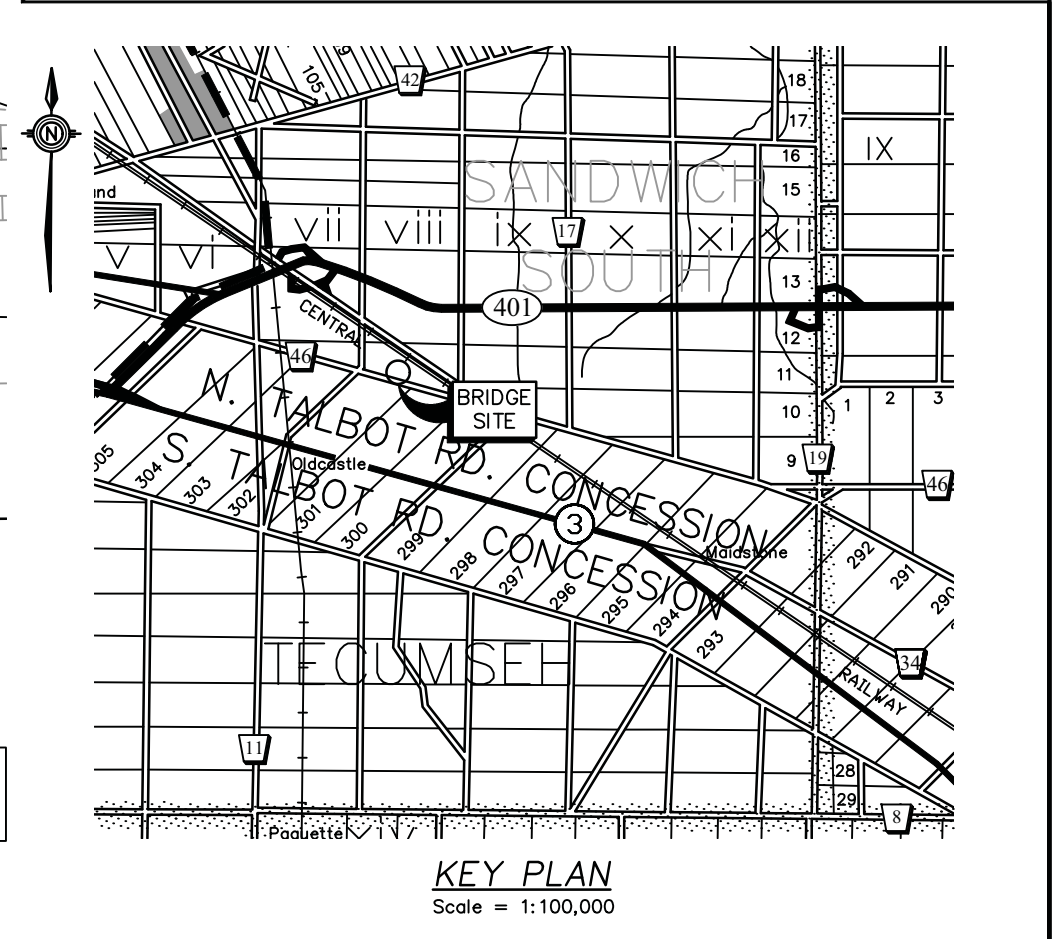 105
9
42
18
17
16
15
13
12
11
10
9
IX
SANDWICH
SOUTH
N
nd
v
vi
vii
viii
ix
17
x
xi
xii
401
CENTRAL
46
BRIDGE
SITE
1
2
3
19
46
N. TALBOT RD. CONCESSION
S. TALBOT RD. CONCESSION
Oldcastle
3
Maidstone
305
304
303
302
301
300
299
298
297
296
295
294
293
292
291
290
34
RAILWAY
TECUMSEH
11
28
29
8
Paquette
KEY PLAN
Scale = 1:100,000